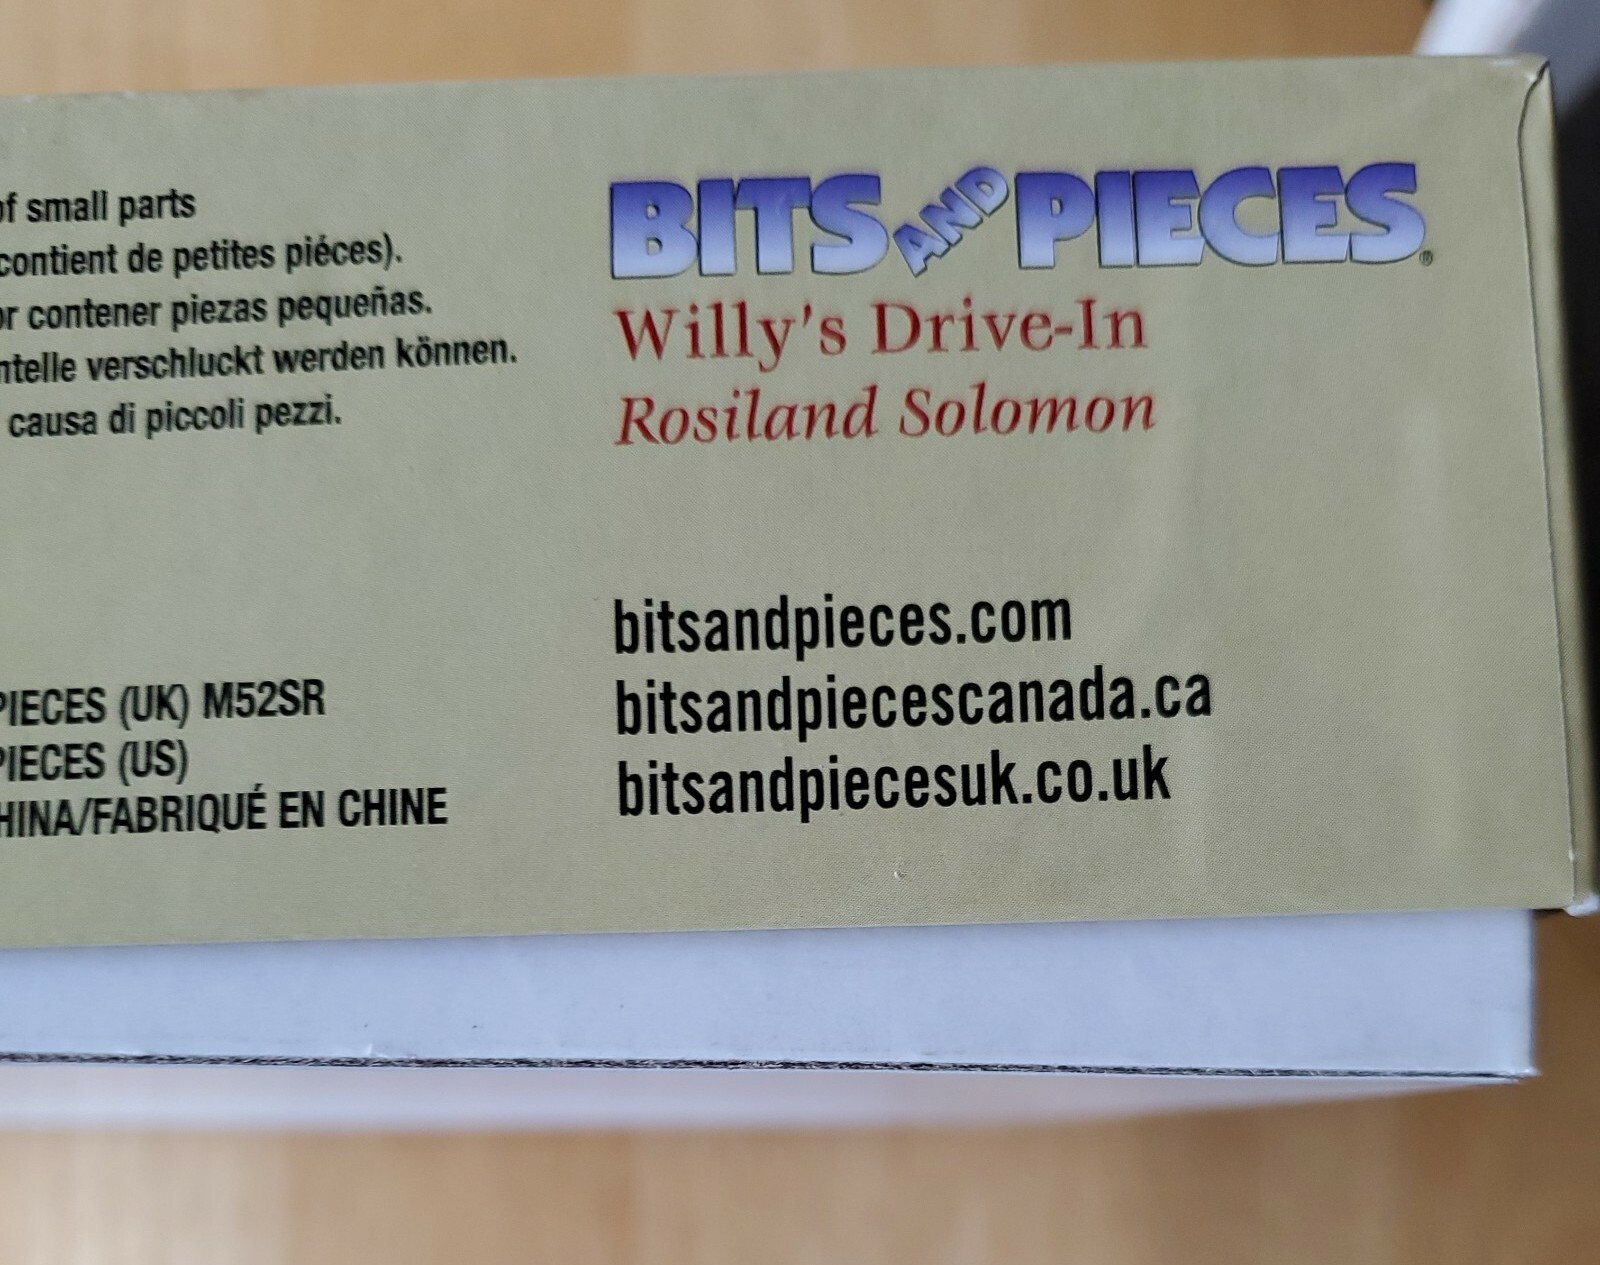 of small parts
contient de petites piéces).
or contener piezas pequeñas.
ntelle verschluckt werden können.
causa di piccoli pezzi.
PIECES (UK) M52SR
PIECES (US)
HINA/FABRIQUÉ EN CHINE
BITS AND PIECES®
Willy's Drive-In
Rosiland Solomon
bitsandpieces.com
bitsandpiecescanada.ca
bitsandpiecesuk.co.uk